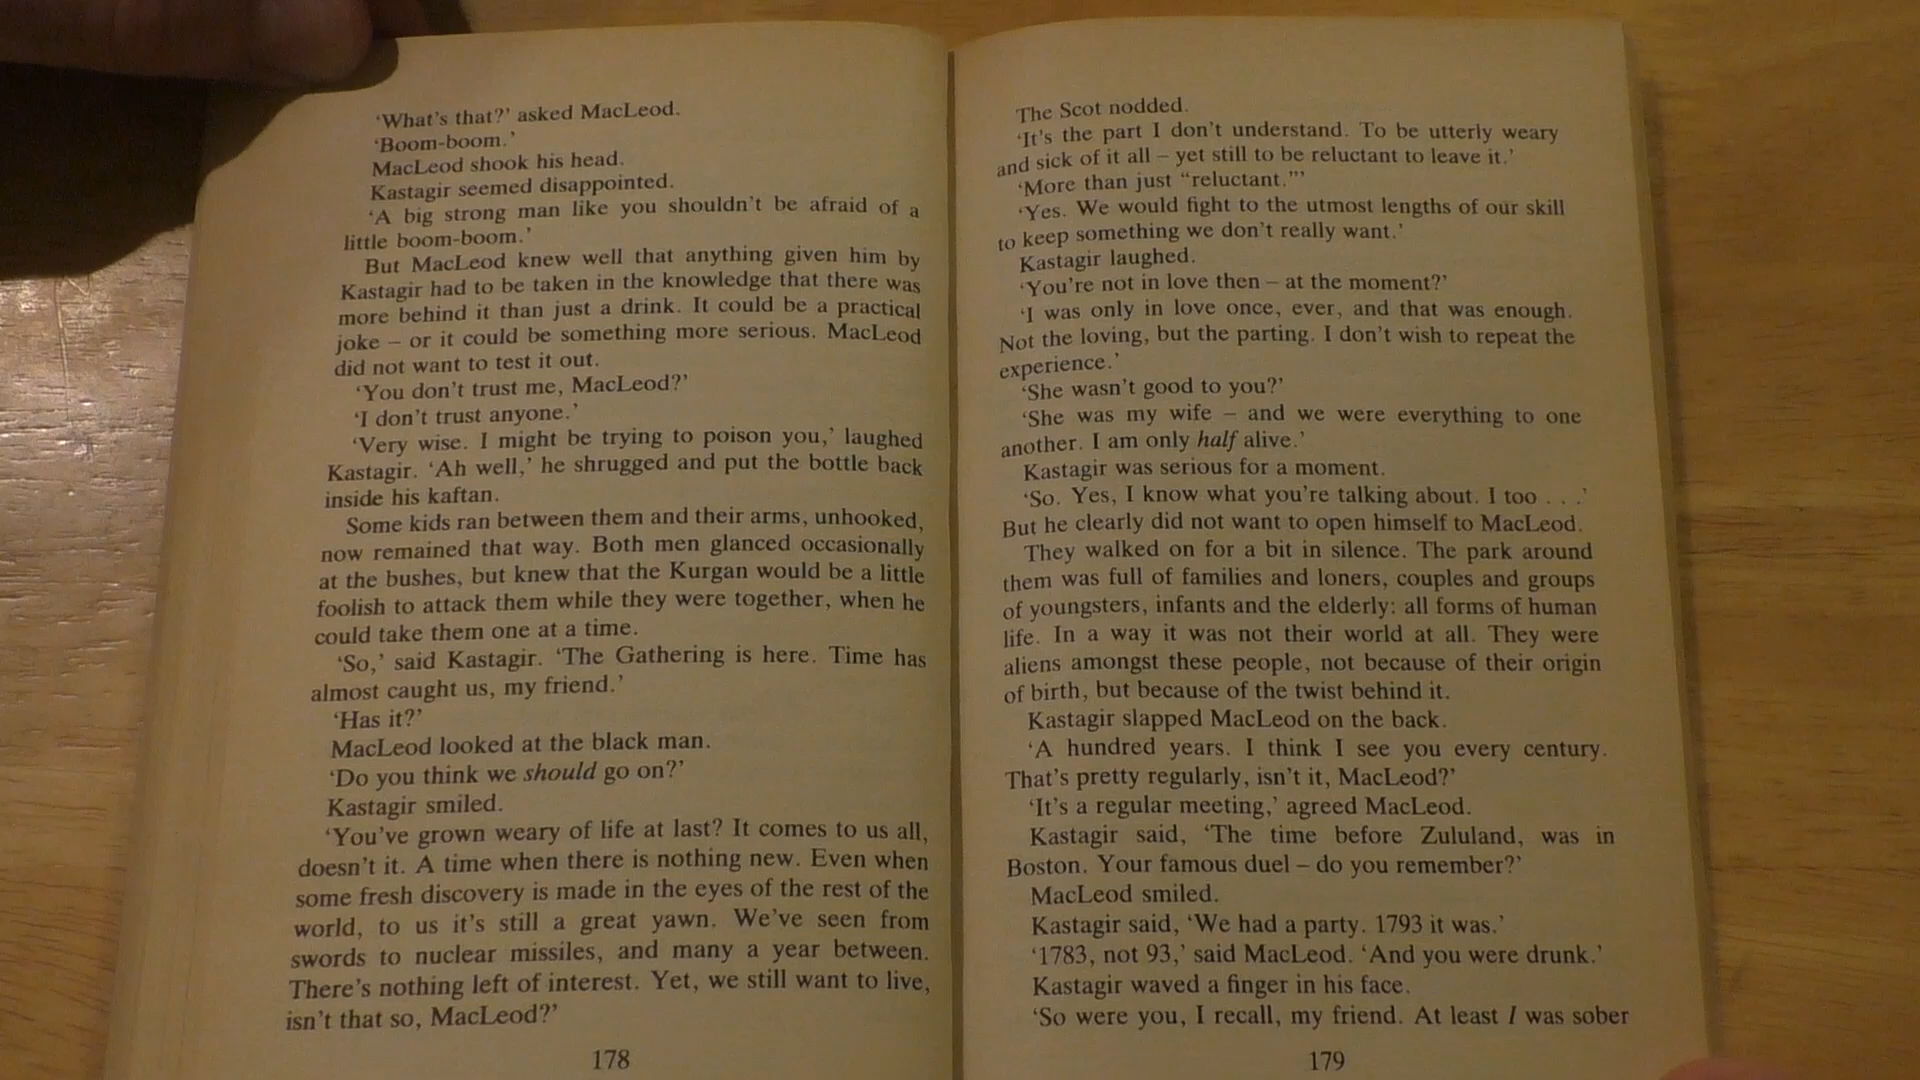 ‘What's that?’ asked MacLeod.
‘Boom-boom.’
MacLeod shook his head.
Kastagir seemed disappointed.
‘A big strong man like you shouldn't be afraid of a
little boom-boom.’
But MacLeod knew well that anything given him by
Kastagir had to be taken in the knowledge that there was
more behind it than just a drink. It could be a practical
joke – or it could be something more serious. MacLeod
did not want to test it out.
‘You don't trust me, MacLeod?’
‘I don't trust anyone.’
‘Very wise. I might be trying to poison you,’ laughed
Kastagir. ‘Ah well,’ he shrugged and put the bottle back
inside his kaftan.
Some kids ran between them and their arms, unhooked,
now remained that way. Both men glanced occasionally
at the bushes, but knew that the Kurgan would be a little
foolish to attack them while they were together, when he
could take them one at a time.
‘So,’ said Kastagir. ‘The Gathering is here. Time has
almost caught us, my friend.’
‘Has it?’
MacLeod looked at the black man.
‘Do you think we should go on?’
Kastagir smiled.
‘You've grown weary of life at last? It comes to us all,
doesn't it. A time when there is nothing new. Even when
some fresh discovery is made in the eyes of the rest of the
world, to us it's still a great yawn. We've seen from
swords to nuclear missiles, and many a year between.
There's nothing left of interest. Yet, we still want to live,
isn't that so, MacLeod?’
178
The Scot nodded.
‘It's the part I don't understand. To be utterly weary
and sick of it all – yet still to be reluctant to leave it.’
‘More than just “reluctant.”’
‘Yes. We would fight to the utmost lengths of our skill
to keep something we don't really want.’
Kastagir laughed.
‘You're not in love then – at the moment?’
‘I was only in love once, ever, and that was enough.
Not the loving, but the parting. I don't wish to repeat the
experience.’
‘She wasn't good to you?’
‘She was my wife – and we were everything to one
another. I am only half alive.’
Kastagir was serious for a moment.
‘So. Yes, I know what you're talking about. I too . . .’
But he clearly did not want to open himself to MacLeod.
They walked on for a bit in silence. The park around
them was full of families and loners, couples and groups
of youngsters, infants and the elderly: all forms of human
life. In a way it was not their world at all. They were
aliens amongst these people, not because of their origin
of birth, but because of the twist behind it.
Kastagir slapped MacLeod on the back.
‘A hundred years. I think I see you every century.
That's pretty regularly, isn't it, MacLeod?’
‘It's a regular meeting,’ agreed MacLeod.
Kastagir said, ‘The time before Zululand, was in
Boston. Your famous duel – do you remember?’
MacLeod smiled.
Kastagir said, ‘We had a party. 1793 it was.’
‘1783, not 93,’ said MacLeod. ‘And you were drunk.’
Kastagir waved a finger in his face.
‘So were you, I recall, my friend. At least I was sober
179